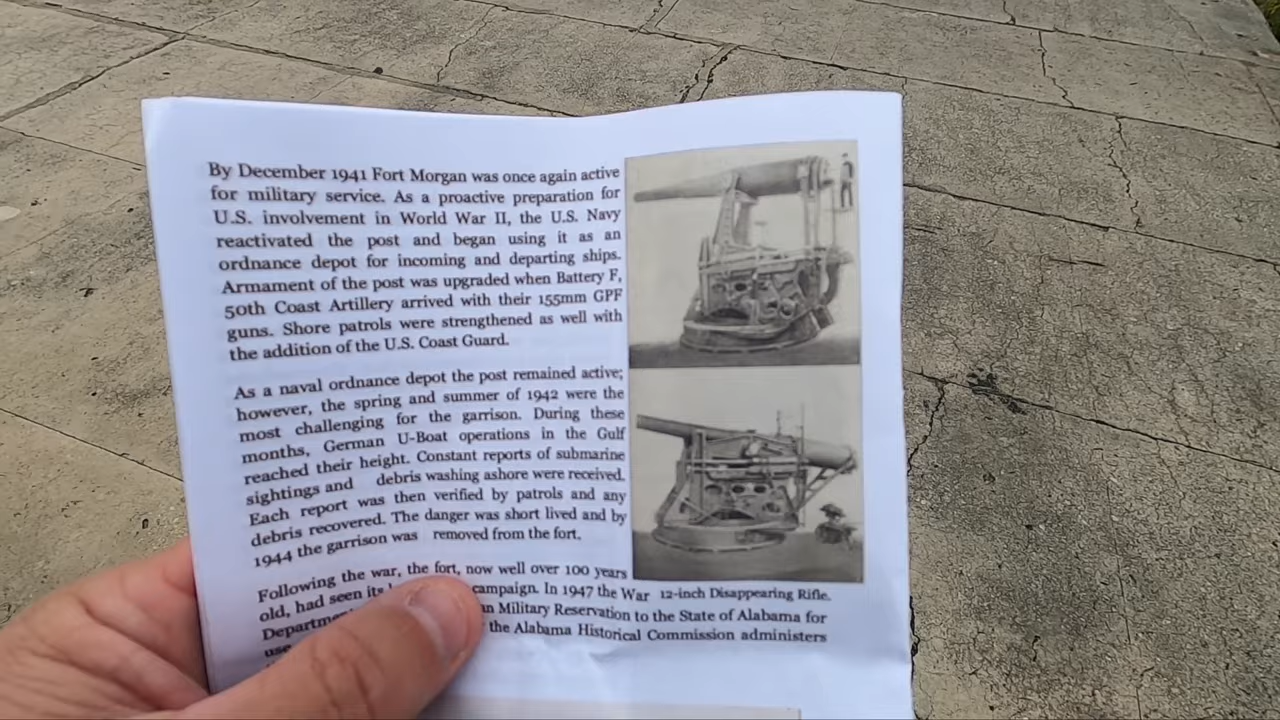 By December 1941 Fort Morgan was once again active
for military service. As a proactive preparation for
U.S. involvement in World War II, the U.S. Navy
reactivated the post and began using it as an
ordnance depot for incoming and departing ships.
Armament of the post was upgraded when Battery F,
50th Coast Artillery arrived with their 155mm GPF
guns. Shore patrols were strengthened as well with
the addition of the U.S. Coast Guard.
As a naval ordnance depot the post remained active;
however, the spring and summer of 1942 were the
most challenging for the garrison. During these
months, German U-Boat operations in the Gulf
reached their height. Constant reports of submarine
sightings and debris washing ashore were received.
Each report was then verified by patrols and any
debris recovered. The danger was short lived and by
1944 the garrison was removed from the fort.
Following the war, the fort, now well over 100 years
old, had seen its campaign. In 1947 the War
12-inch Disappearing Rifle.
Military Reservation to the State of Alabama for
use the Alabama Historical Commission administers